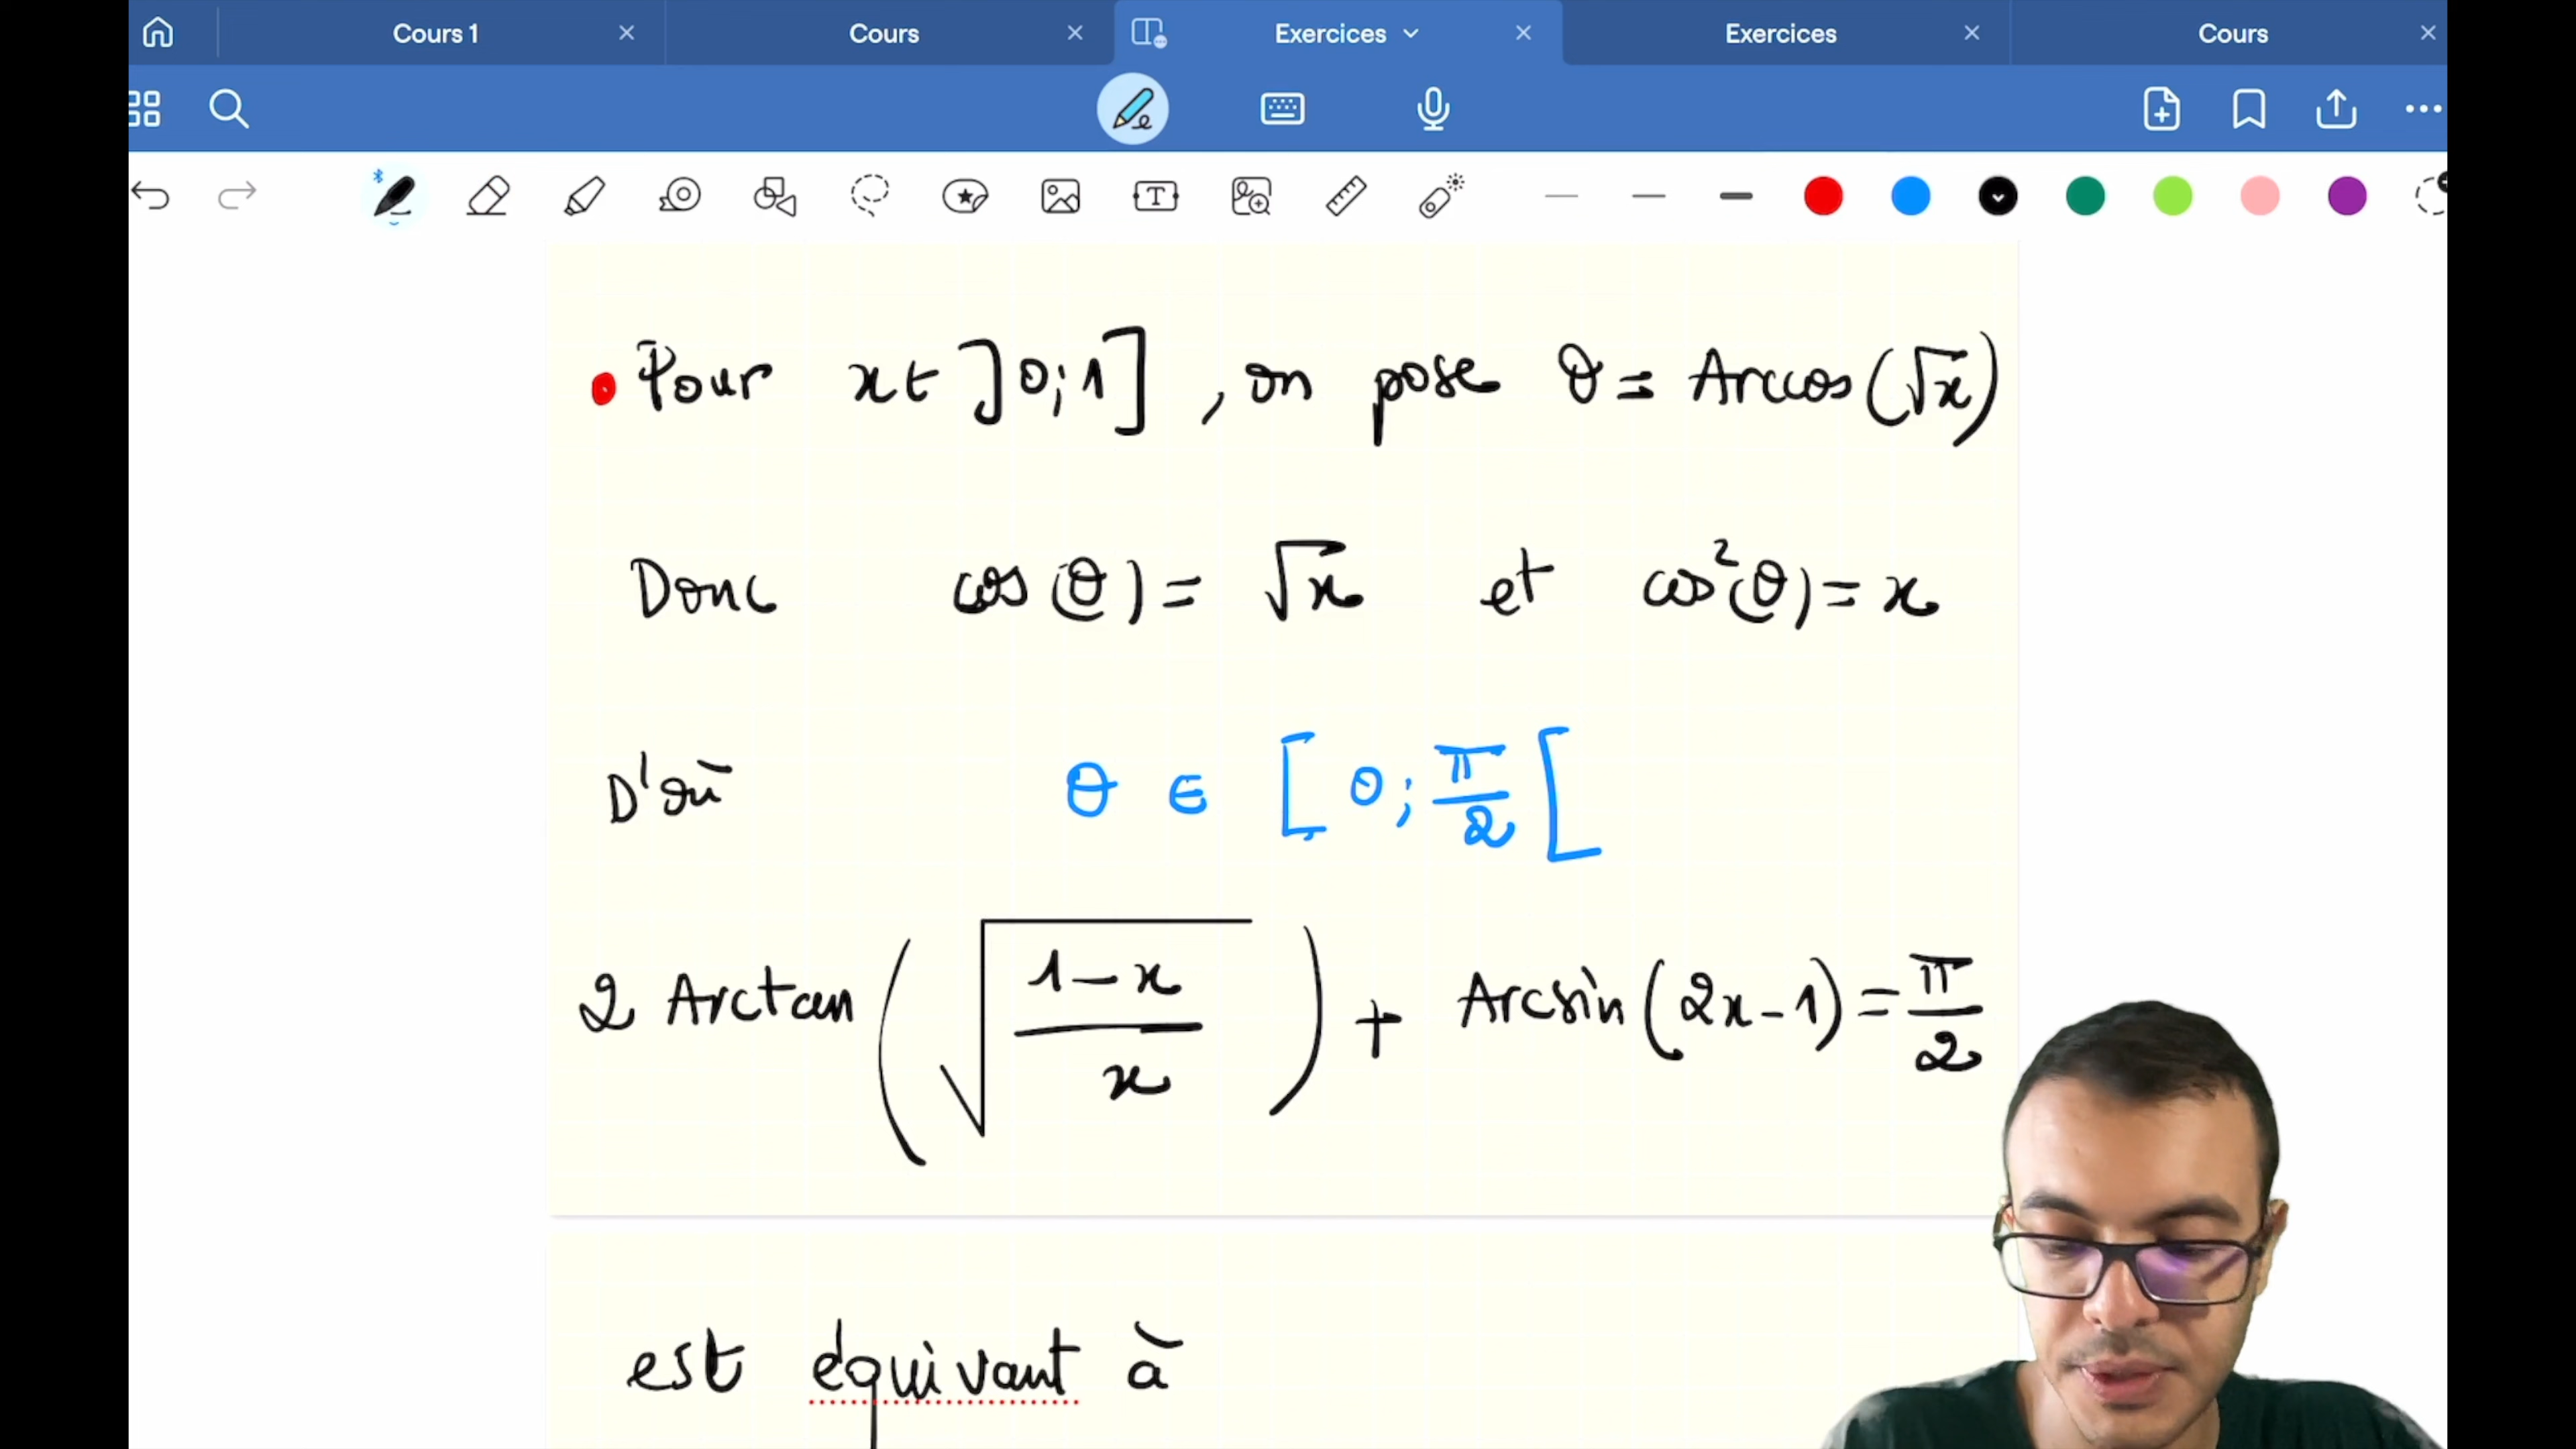 Cours 1 Cours Exercices Exercices Cours
Pour x ∈ ]0;1] , on pose θ = Arccos(√x)
Donc cos(θ) = √x et cos²(θ) = x
D'où θ ∈ [0; π/2[
2 Arctan(√((1-x)/x)) + Arcsin(2x-1) = π/2
est équivant à